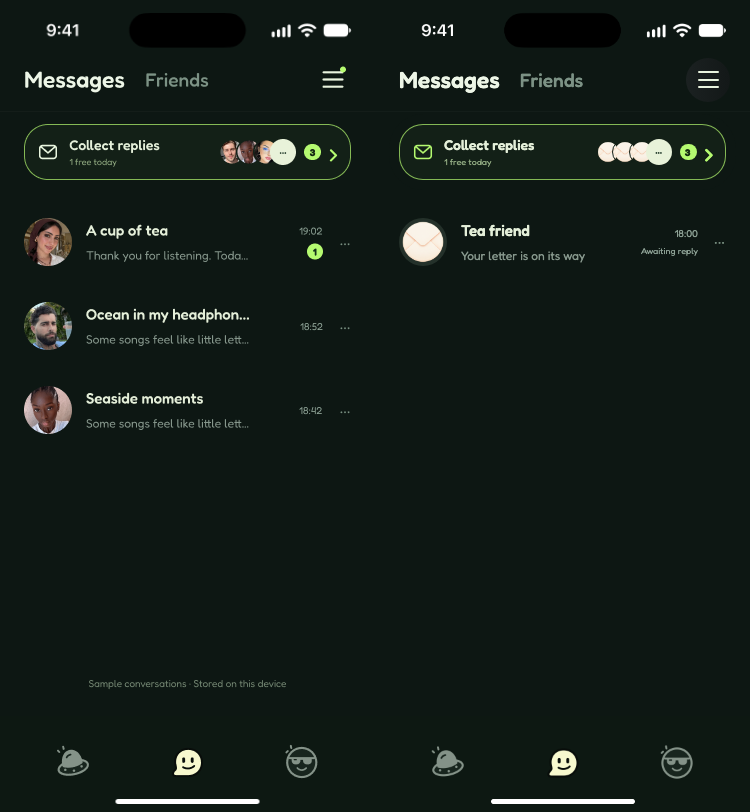 9:41
Messages Friends
Collect replies
1 free today
... 3
A cup of tea
19:02
Thank you for listening. Toda...
1
Ocean in my headphon...
18:52
Some songs feel like little lett...
Seaside moments
18:42
Some songs feel like little lett...
Sample conversations · Stored on this device
9:41
Messages Friends
Collect replies
1 free today
... 3
Tea friend
18:00
Your letter is on its way
Awaiting reply